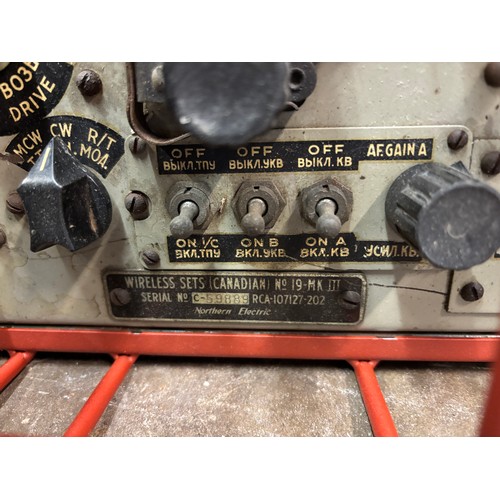 ВОЗБ
DRIVE
MCW CW R/T
МОД.
OFF OFF OFF A.F.GAIN A
ВЫКЛ.ТПУ ВЫКЛ.УКВ ВЫКЛ.КВ
ON I/C ON B ON A
ВКЛ.ТПУ ВКЛ.УКВ ВКЛ.КВ УСИЛ.КВ
WIRELESS SETS (CANADIAN) Nº 19-MK III
SERIAL Nº C-59889 RCA-107127-202
Northern Electric